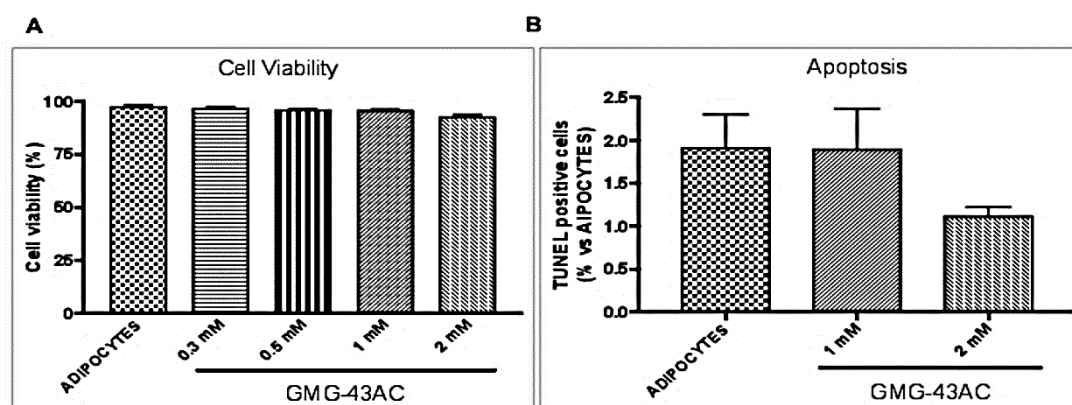 A
Cell Viability
Cell viability (%)
100
75
50
25
0
ADIPOCYTES
0.3 mM
0.5 mM
1 mM
2 mM
GMG-43AC
B
Apoptosis
TUNEL positive cells
(% vs AIPOCYTES)
2.5
2.0
1.5
1.0
0.5
0.0
ADIPOCYTES
1 mM
2 mM
GMG-43AC